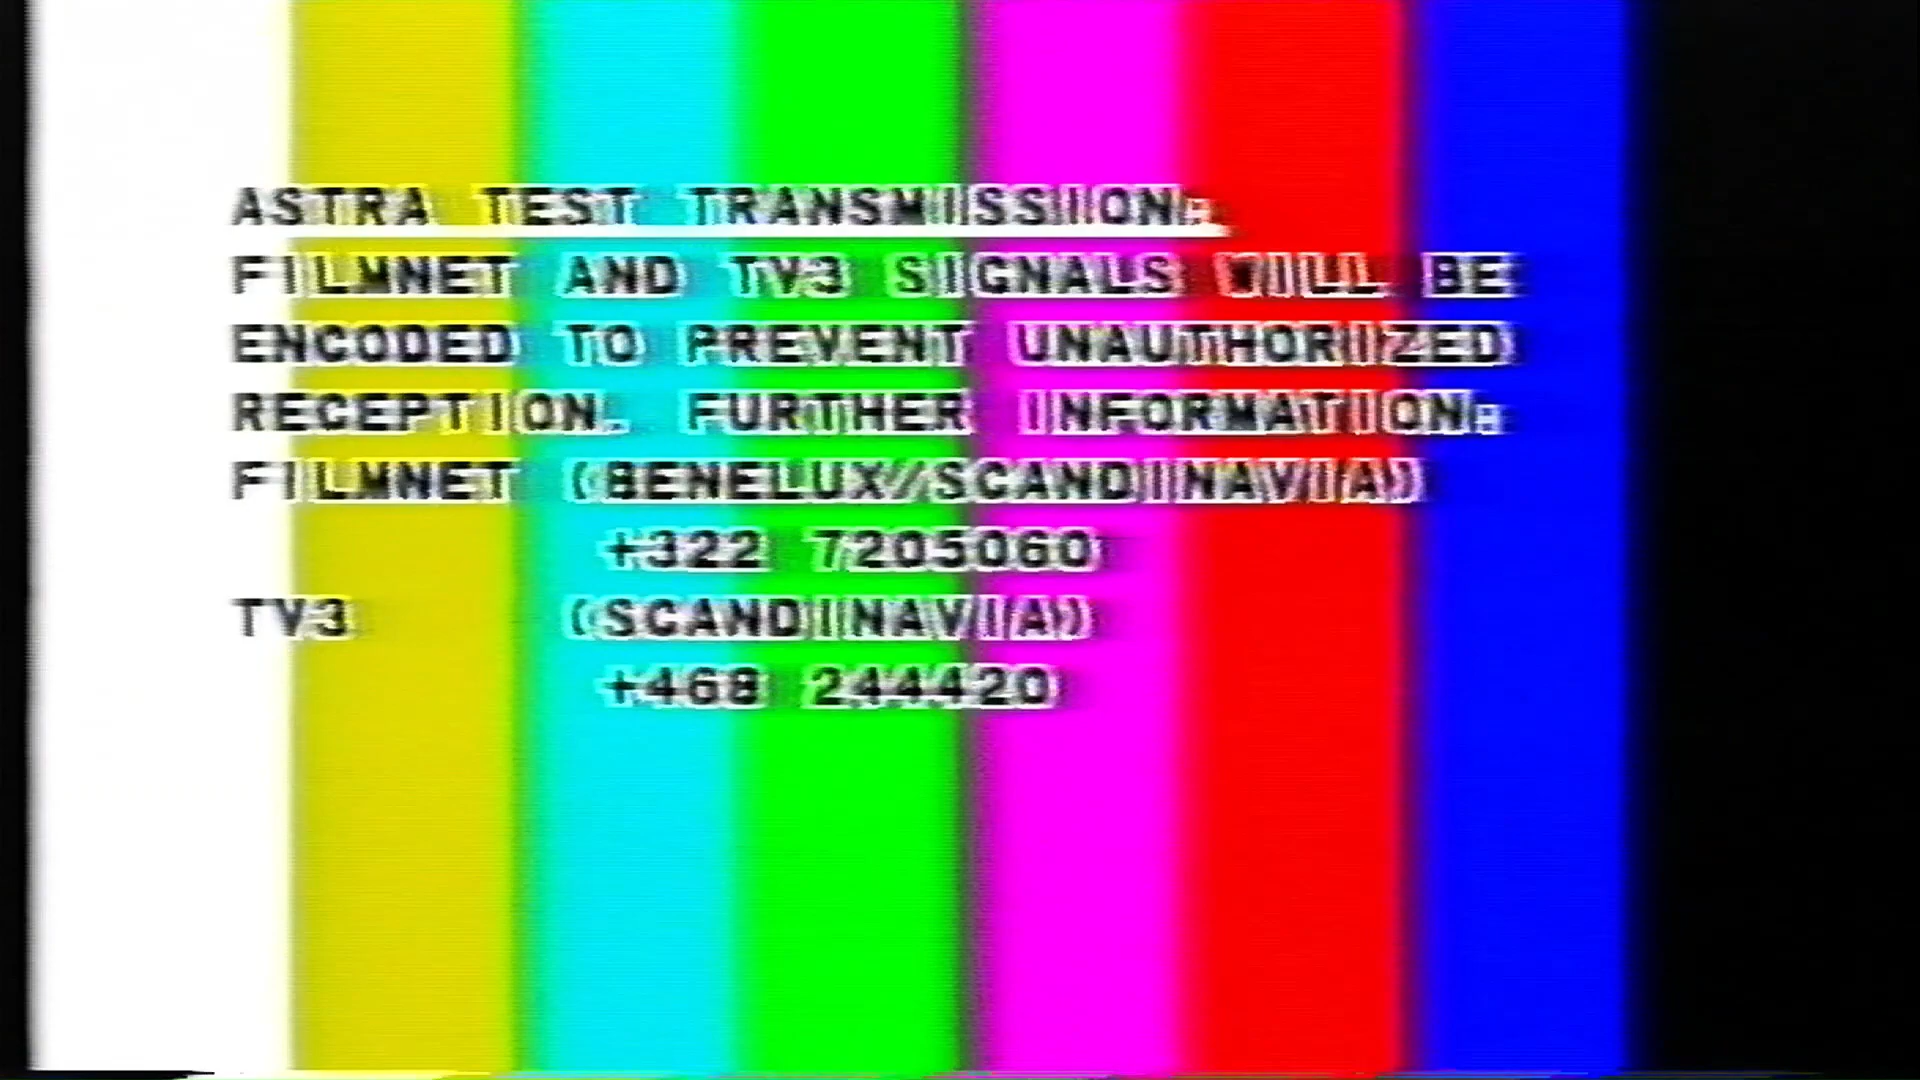 ASTRA TEST TRANSMISSION:
FILMNET AND TV3 SIGNALS WILL BE
ENCODED TO PREVENT UNAUTHORIZED
RECEPTION. FURTHER INFORMATION:
FILMNET (BENELUX/SCANDINAVIA)
+322 7205060
TV3 (SCANDINAVIA)
+468 244420